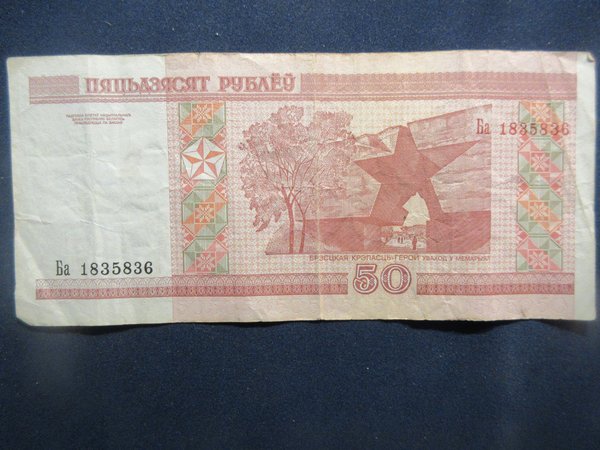 ПЯЦЬДЗЯСЯТ РУБЛЁЎ
Ба 1835836
БРЭСЦКАЯ КРЭПАСЦЬ-ГЕРОЙ УВАХОД У МЕМАРЫЯЛ
Ба 1835836
50